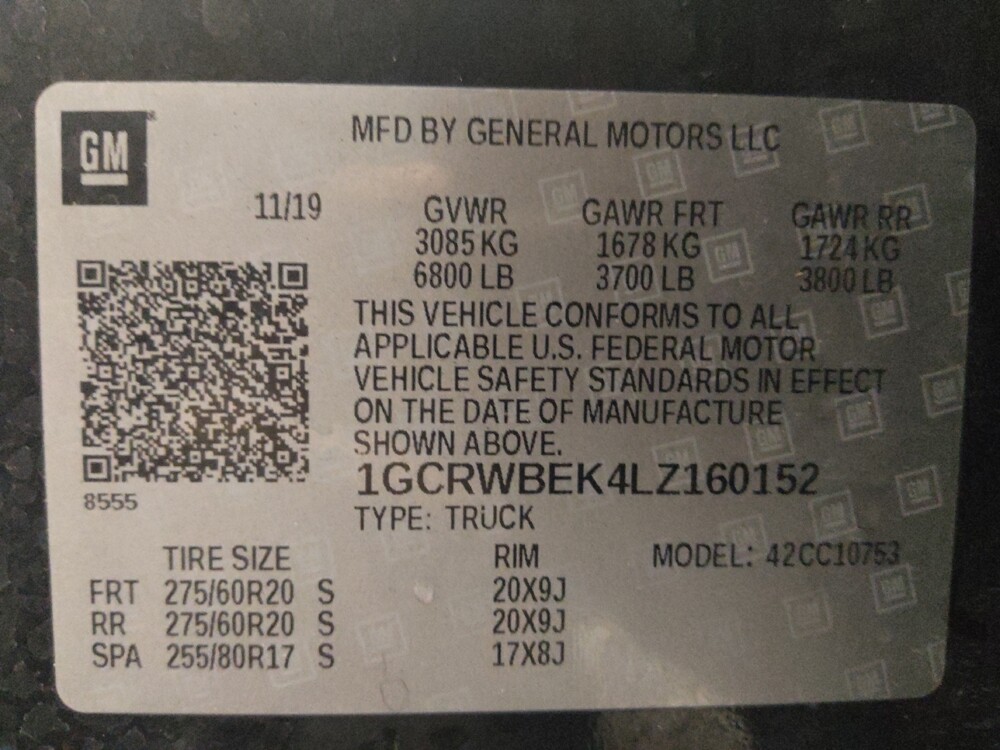 GM
MFD BY GENERAL MOTORS LLC
11/19 GVWR GAWR FRT GAWR RR
3085 KG 1678 KG 1724 KG
6800 LB 3700 LB 3800 LB
THIS VEHICLE CONFORMS TO ALL
APPLICABLE U.S. FEDERAL MOTOR
VEHICLE SAFETY STANDARDS IN EFFECT
ON THE DATE OF MANUFACTURE
SHOWN ABOVE.
1GCRWBEK4LZ160152
8555
TYPE: TRUCK
TIRE SIZE RIM MODEL: 42CC10753
FRT 275/60R20 S 20X9J
RR 275/60R20 S 20X9J
SPA 255/80R17 S 17X8J